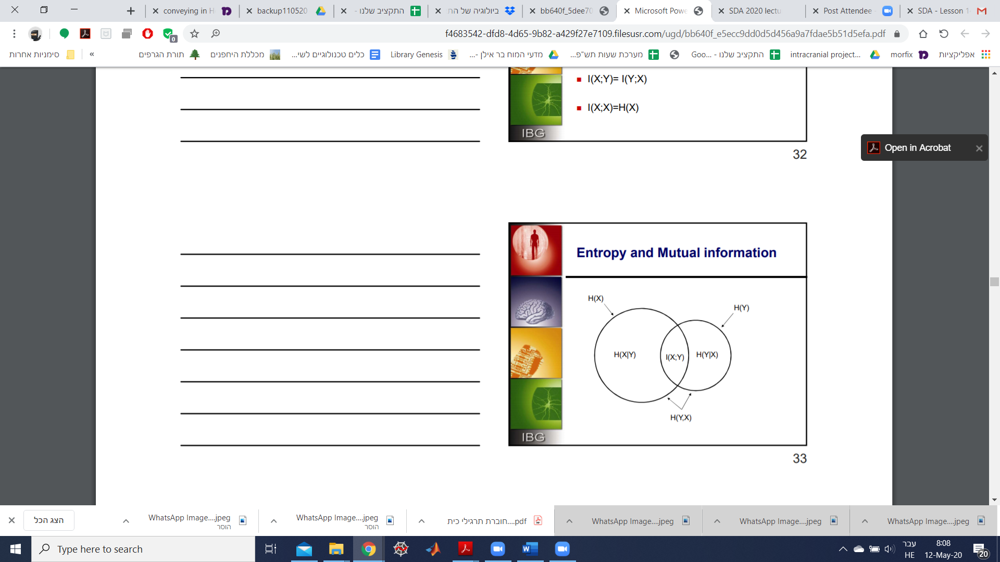 conveying in H
backup110520
התקציב שלנו -
ביולוגיה של הת
bb640f_5dee70
Microsoft Powe
SDA 2020 lectu
Post Attendee
SDA - Lesson 1
0
f4683542-dfd8-4d65-9b82-a429f27e7109.filesusr.com/ugd/bb640f_e5ecc9dd0d5d456a9a7fdae5b51d5efa.pdf
אפליקציות
morfix
intracranial project...
התקציב שלנו - Goo...
מערכת שעות תש"פ...
מדעי המוח בר אילן -...
Library Genesis
כלים טכנולוגיים לשי...
מכללת היחפנים
תורת הגרפים
»
סימניות אחרות
I(X;Y)= I(Y;X)
I(X;X)=H(X)
IBG
32
Open in Acrobat
Entropy and Mutual information
H(X)
H(Y)
H(X|Y)
I(X;Y)
H(Y|X)
H(Y,X)
IBG
33
הצג הכל
WhatsApp Image....jpeg
הוסר
WhatsApp Image....jpeg
הוסר
חוברת תרגילי כית....pdf
WhatsApp Image....jpeg
WhatsApp Image....jpeg
WhatsApp Image....jpeg
Type here to search
עבר
HE
8:08
12-May-20
20